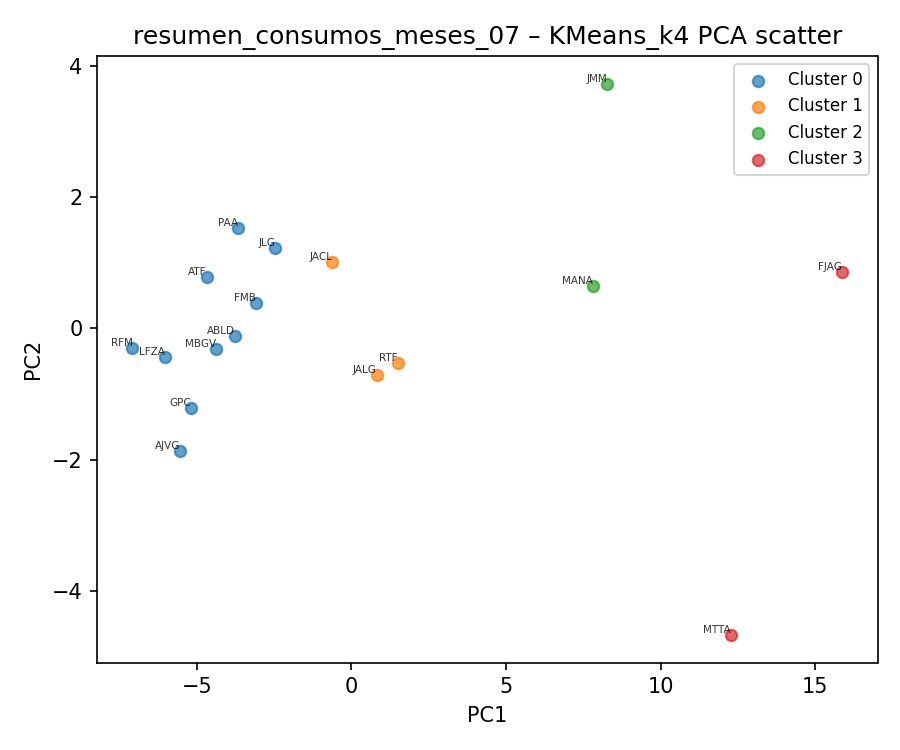 resumen_consumos_meses_07 – KMeans_k4 PCA scatter
Cluster 0
Cluster 1
Cluster 2
Cluster 3
PC2
4
2
0
−2
−4
JMM
PAA
JLG
JACL
ATF
FJAG
MANA
FMB
ABLD
MBGV
RFM
LFZA
RTF
JALG
GPC
AJVG
MTTA
−5
0
5
10
15
PC1